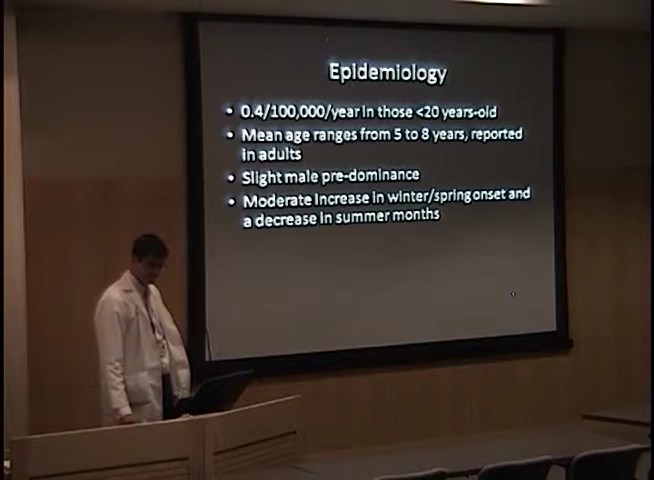 Epidemiology
• 0.4/100,000/year in those <20 years-old
• Mean age ranges from 5 to 8 years, reported
in adults
• Slight male pre-dominance
• Moderate increase in winter/spring onset and
a decrease in summer months